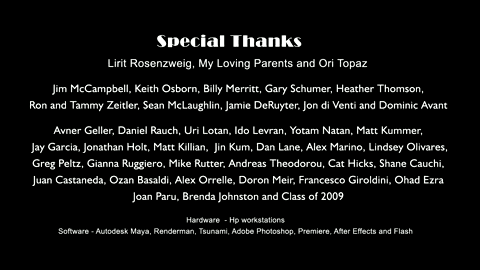 Special Thanks
Lirit Rosenzweig, My Loving Parents and Ori Topaz
Jim McCampbell, Keith Osborn, Billy Merritt, Gary Schumer, Heather Thomson,
Ron and Tammy Zeitler, Sean McLaughlin, Jamie DeRuyter, Jon di Venti and Dominic Avant
Avner Geller, Daniel Rauch, Uri Lotan, Ido Levran, Yotam Natan, Matt Kummer,
Jay Garcia, Jonathan Holt, Matt Killian, Jin Kum, Dan Lane, Alex Marino, Lindsey Olivares,
Greg Peltz, Gianna Ruggiero, Mike Rutter, Andreas Theodorou, Cat Hicks, Shane Cauchi,
Juan Castaneda, Ozan Basaldi, Alex Orrelle, Doron Meir, Francesco Giroldini, Ohad Ezra
Joan Paru, Brenda Johnston and Class of 2009
Hardware - Hp workstations
Software - Autodesk Maya, Renderman, Tsunami, Adobe Photoshop, Premiere, After Effects and Flash